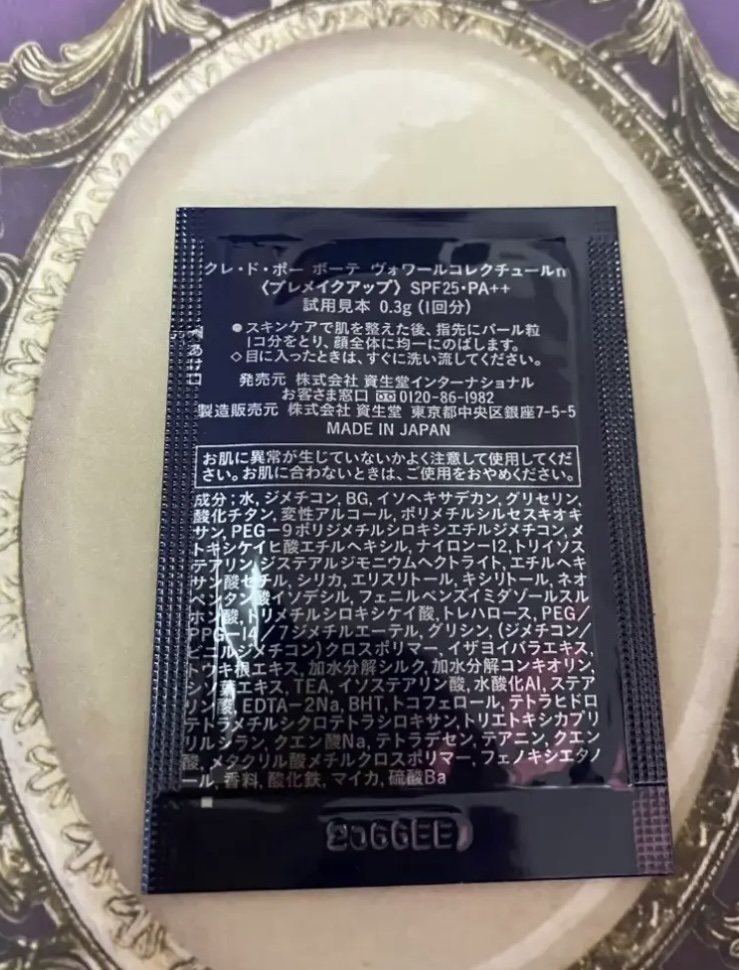 クレ・ド・ポー ボーテ ヴォワールコレクチュールn
〈プレメイクアップ〉 SPF25・PA++
試用見本 0.3g (1回分)
●スキンケアで肌を整えた後、指先にパール粒
1コ分をとり、顔全体に均一にのばします。
◇目に入ったときは、すぐに洗い流してください。
あけ口
発売元 株式会社 資生堂インターナショナル
お客さま窓口 0120-86-1982
製造販売元 株式会社 資生堂 東京都中央区銀座7-5-5
MADE IN JAPAN
お肌に異常が生じていないかよく注意して使用してくだ
さい。お肌に合わないときは、ご使用をおやめください。
成分；水, ジメチコン, BG, イソヘキサデカン, グリセリン,
酸化チタン, 変性アルコール, ポリメチルシルセスキオキ
サン, PEG－9ポリジメチルシロキシエチルジメチコン, メ
トキシケイヒ酸エチルヘキシル, ナイロン－12, トリイソス
テアリン, ジステアルジモニウムヘクトライト, エチルヘキ
サン酸セチル, シリカ, エリスリトール, キシリトール, ネオ
ペンタン酸イソデシル, フェニルベンズイミダゾールスル
ホン酸, トリメチルシロキシケイ酸, トレハロース, PEG／
PPG－14／7ジメチルエーテル, グリシン, (ジメチコン／
ビニルジメチコン)クロスポリマー, イザヨイバラエキス,
トウキ根エキス, 加水分解シルク, 加水分解コンキオリン,
シソ葉エキス, TEA, イソステアリン酸, 水酸化Al, ステア
リン酸, EDTA－2Na, BHT, トコフェロール, テトラヒドロ
テトラメチルシクロテトラシロキサン, トリエトキシカプリ
リルシラン, クエン酸Na, テトラデセン, テアニン, クエン
酸, メタクリル酸メチルクロスポリマー, フェノキシエタノ
ール, 香料, 酸化鉄, マイカ, 硫酸Ba